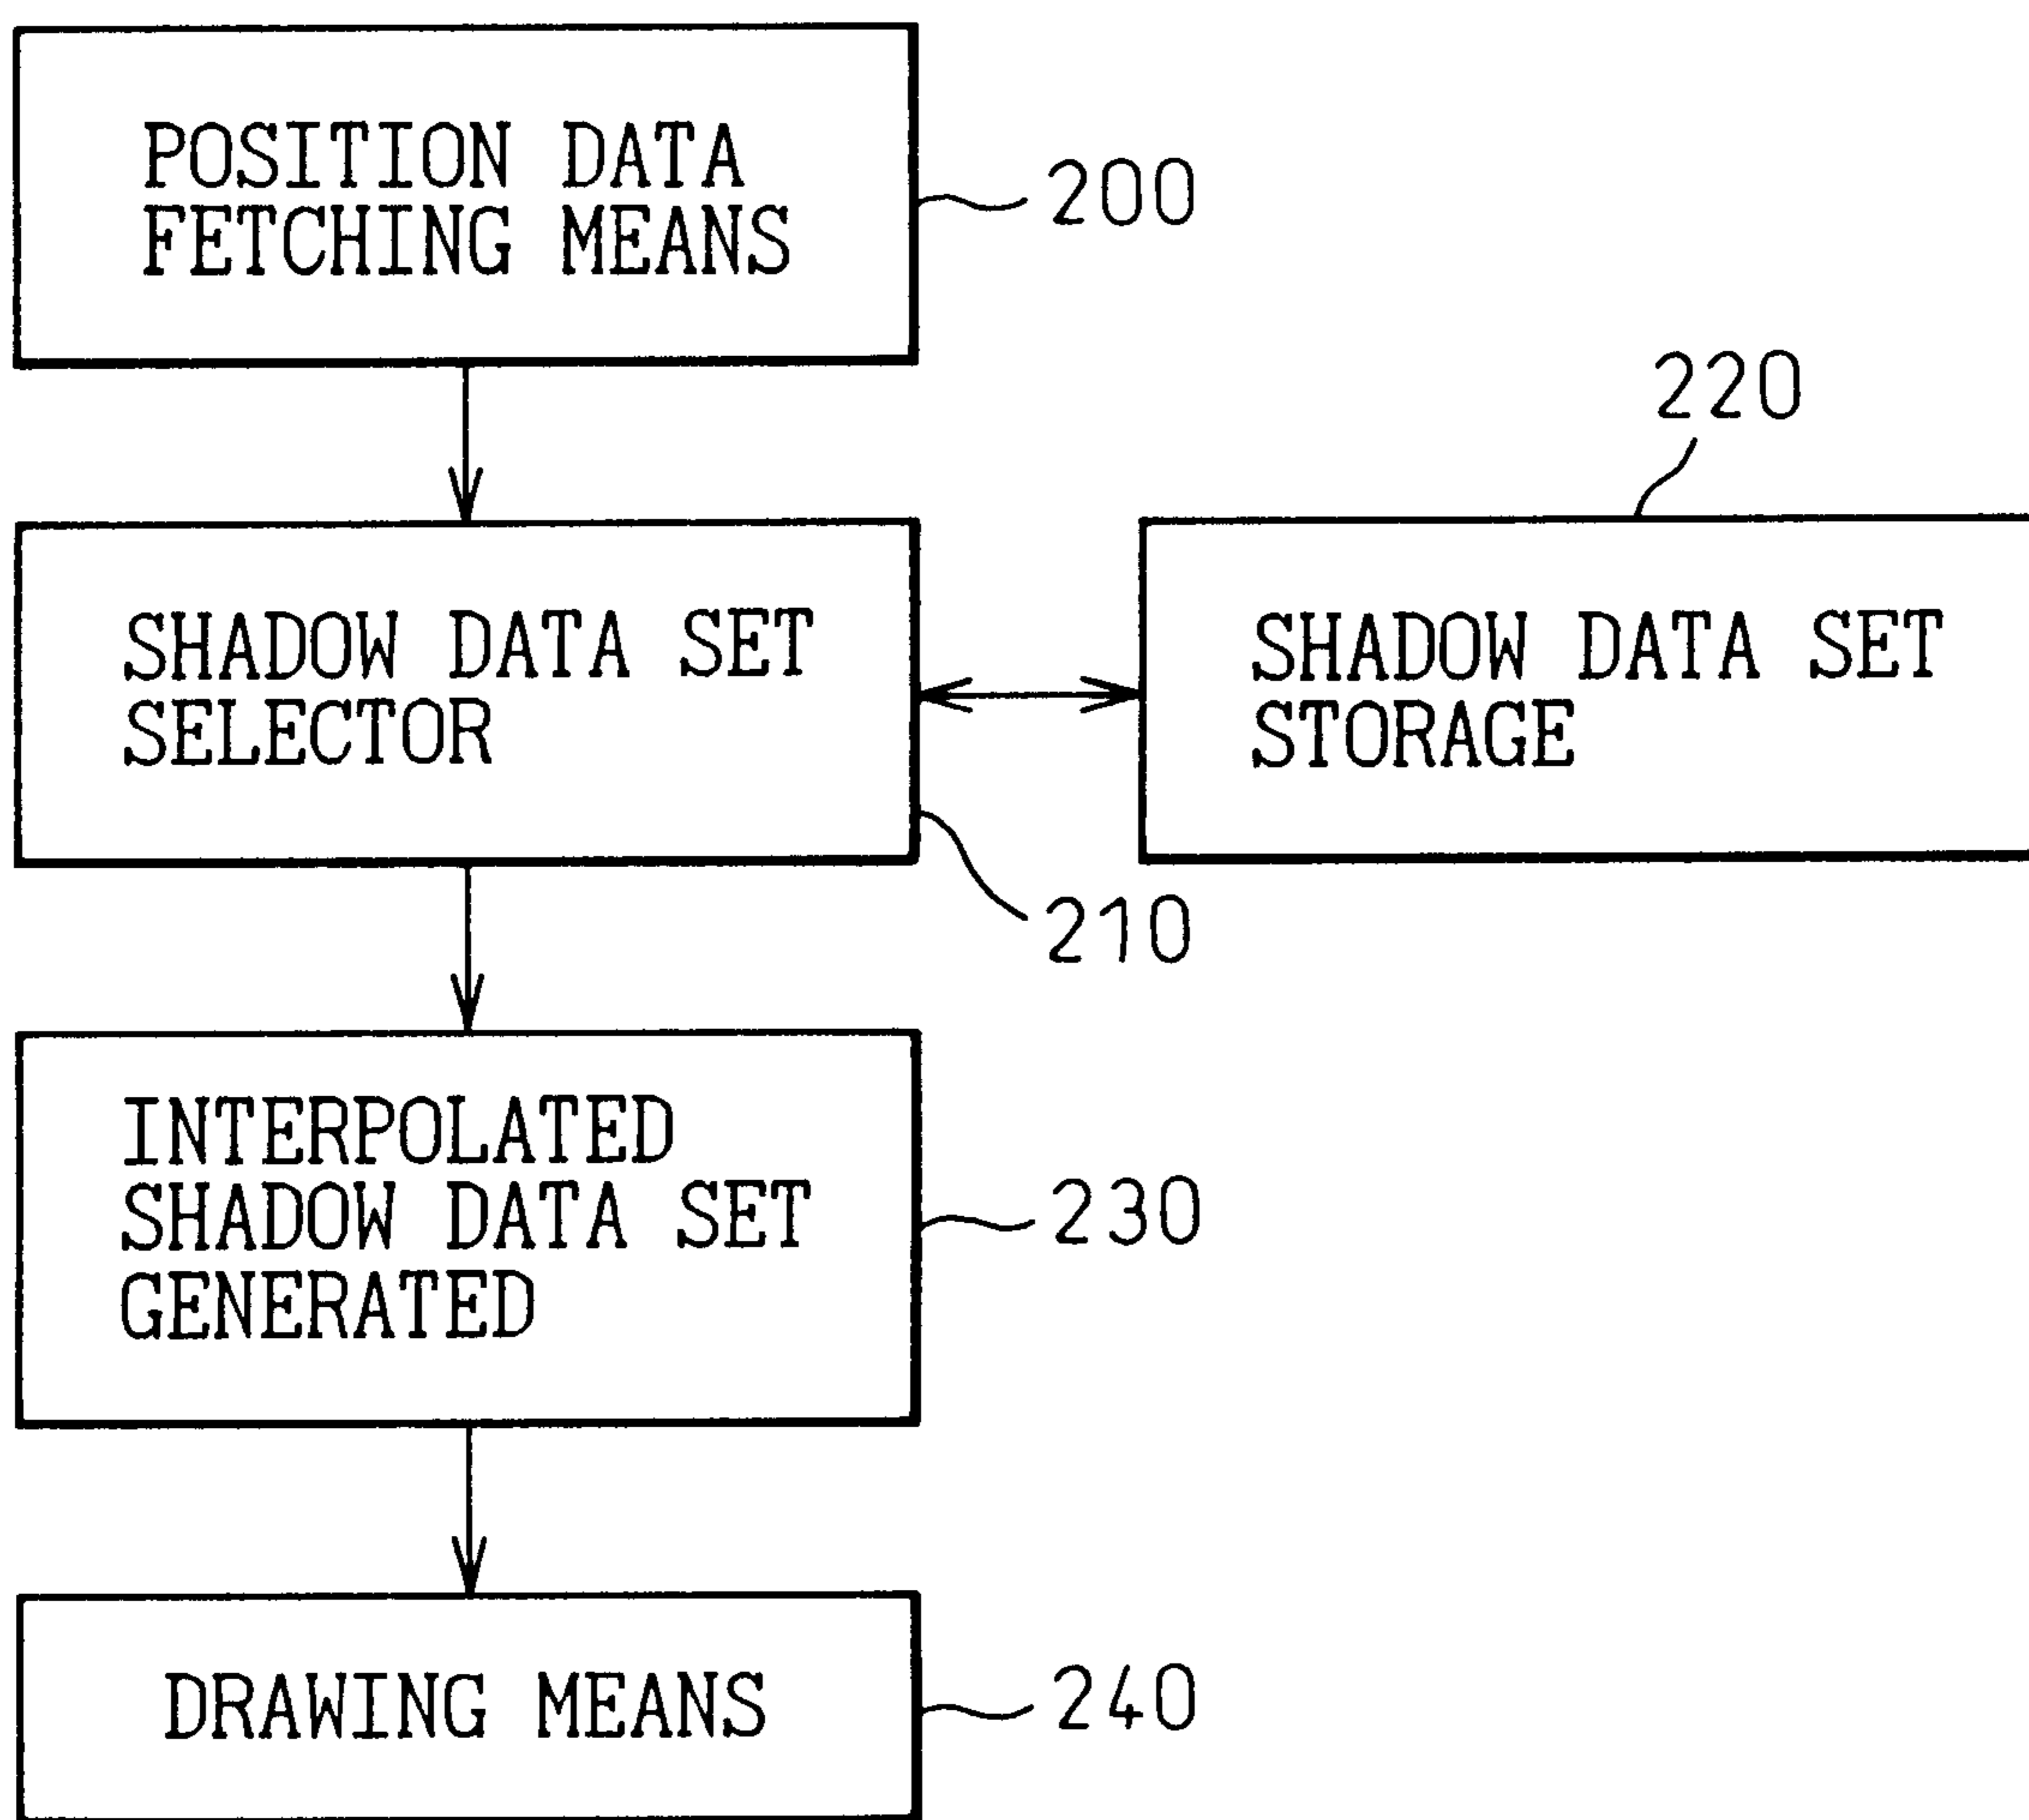 POSITION DATA
FETCHING MEANS
200
220
SHADOW DATA SET
SELECTOR
SHADOW DATA SET
STORAGE
210
INTERPOLATED
SHADOW DATA SET
GENERATED
230
DRAWING MEANS
240